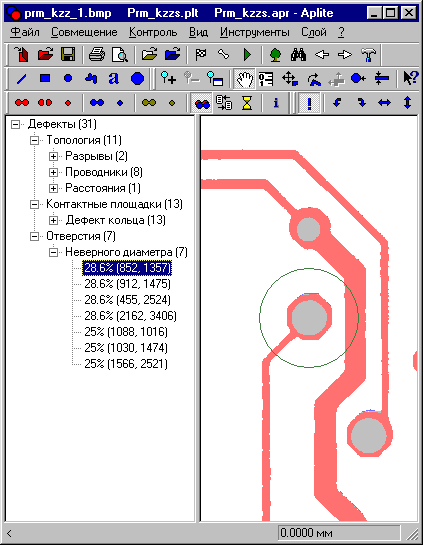 prm_kzz_1.bmp Prm_kzzs.plt Prm_kzzs.apr - Aplite
Файл Совмещение Контроль Вид Инструменты Слой ?
Дефекты (31)
Топология (11)
Разрывы (2)
Проводники (8)
Расстояния (1)
Контактные площадки (13)
Дефект кольца (13)
Отверстия (7)
Неверного диаметра (7)
28.6% (852, 1357)
28.6% (912, 1475)
28.6% (455, 2524)
28.6% (2162, 3406)
25% (1088, 1016)
25% (1030, 1474)
25% (1566, 2521)
< 0.0000 мм